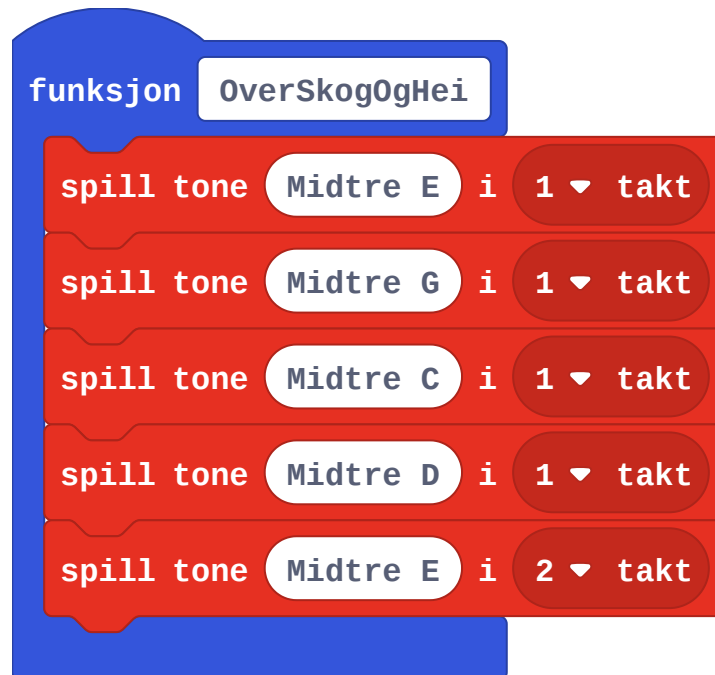 funksjon OverSkogOgHei
spill tone Midtre E i 1 takt
spill tone Midtre G i 1 takt
spill tone Midtre C i 1 takt
spill tone Midtre D i 1 takt
spill tone Midtre E i 2 takt